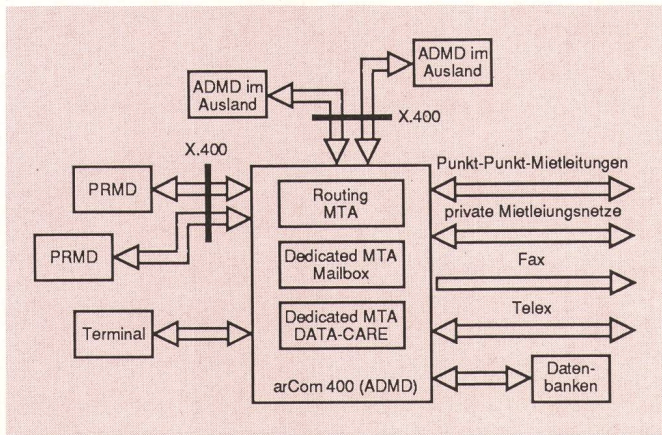 ADMD im
Ausland
ADMD im
Ausland
X.400
X.400
PRMD
PRMD
Terminal
Routing
MTA
Dedicated MTA
Mailbox
Dedicated MTA
DATA-CARE
arCom 400 (ADMD)
Punkt-Punkt-Mietleitungen
private Mietleiungsnetze
Fax
Telex
Daten-
banken